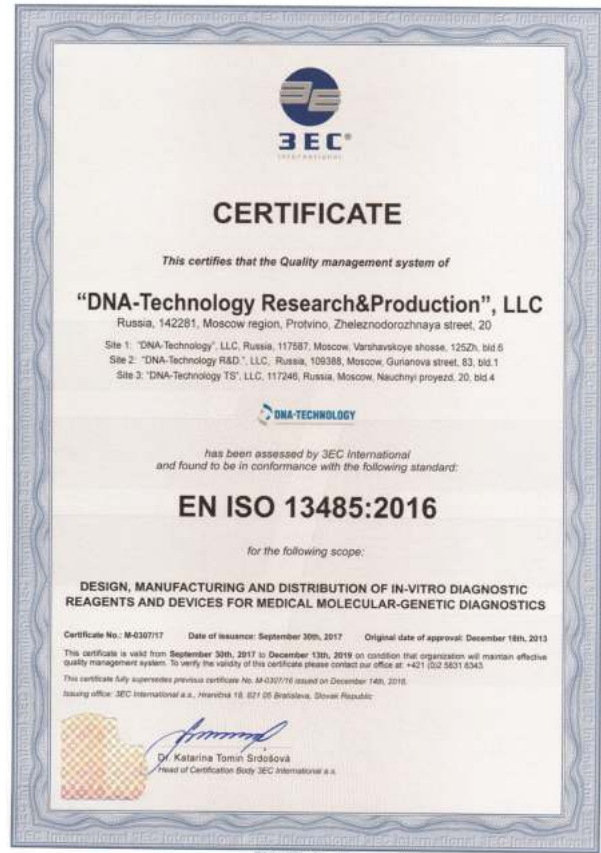 3EC®
international
CERTIFICATE
This certifies that the Quality management system of
"DNA-Technology Research&Production", LLC
Russia, 142281, Moscow region, Protvino, Zheleznodorozhnaya street, 20
Site 1: "DNA-Technology", LLC, Russia, 117587, Moscow, Varshavskoye shosse, 125Zh, bld.6
Site 2: "DNA-Technology R&D.", LLC, Russia, 109388, Moscow, Gurianova street, 83, bld.1
Site 3: "DNA-Technology TS", LLC, 117246, Russia, Moscow, Nauchnyi proyezd, 20, bld.4
DNA-TECHNOLOGY
has been assessed by 3EC International
and found to be in conformance with the following standard:
EN ISO 13485:2016
for the following scope:
DESIGN, MANUFACTURING AND DISTRIBUTION OF IN-VITRO DIAGNOSTIC
REAGENTS AND DEVICES FOR MEDICAL MOLECULAR-GENETIC DIAGNOSTICS
Certificate No.: M-0307/17 Date of issuance: September 30th, 2017 Original date of approval: December 16th, 2013
This certificate is valid from September 30th, 2017 to December 13th, 2019 on condition that organization will maintain effective
quality management system. To verify the validity of this certificate please contact our office at: +421 (0)2 5831 8343
This certificate fully supersedes previous certificate No. M-0307/16 issued on December 14th, 2016.
Issuing office: 3EC International a.s., Hraničná 18, 821 05 Bratislava, Slovak Republic
Dr. Katarina Tomin Srdošová
Head of Certification Body 3EC International a.s.